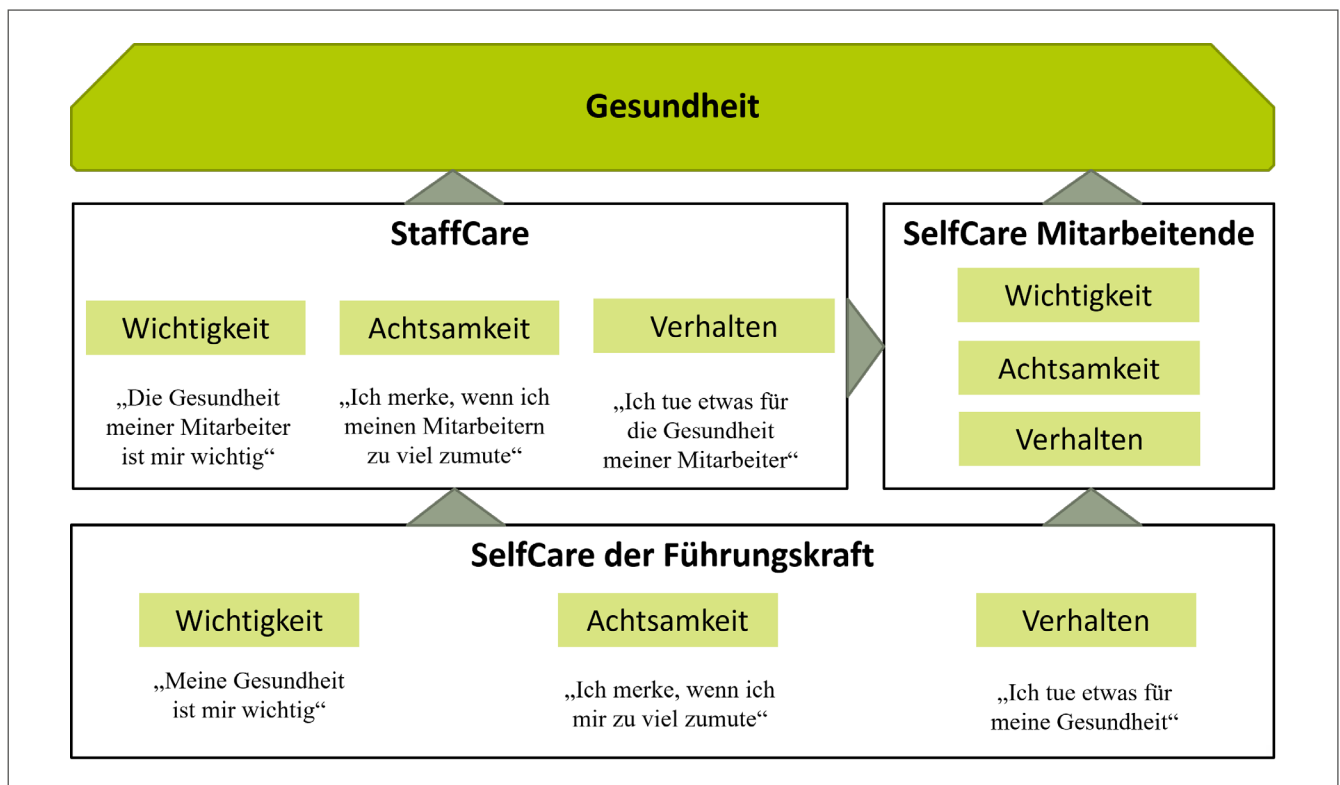 Gesundheit
StaffCare
Wichtigkeit
„Die Gesundheit
meiner Mitarbeiter
ist mir wichtig“
Achtsamkeit
„Ich merke, wenn ich
meinen Mitarbeitern
zu viel zumute“
Verhalten
„Ich tue etwas für
die Gesundheit
meiner Mitarbeiter“
SelfCare Mitarbeitende
Wichtigkeit
Achtsamkeit
Verhalten
SelfCare der Führungskraft
Wichtigkeit
„Meine Gesundheit
ist mir wichtig“
Achtsamkeit
„Ich merke, wenn ich
mir zu viel zumute“
Verhalten
„Ich tue etwas für
meine Gesundheit“